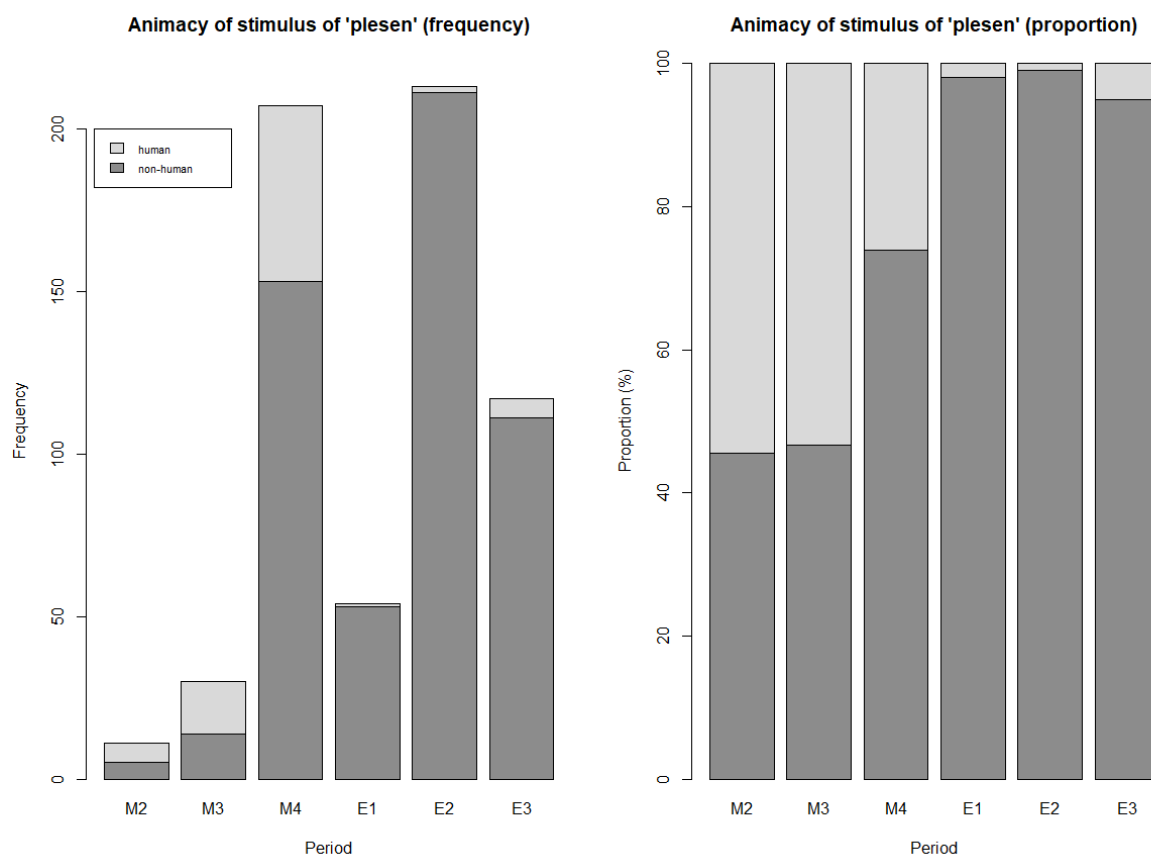 Animacy of stimulus of 'plesen' (frequency)
Frequency
200
150
100
50
0
human
non-human
M2 M3 M4 E1 E2 E3
Period
Animacy of stimulus of 'plesen' (proportion)
Proportion (%)
100
80
60
40
20
0
M2 M3 M4 E1 E2 E3
Period